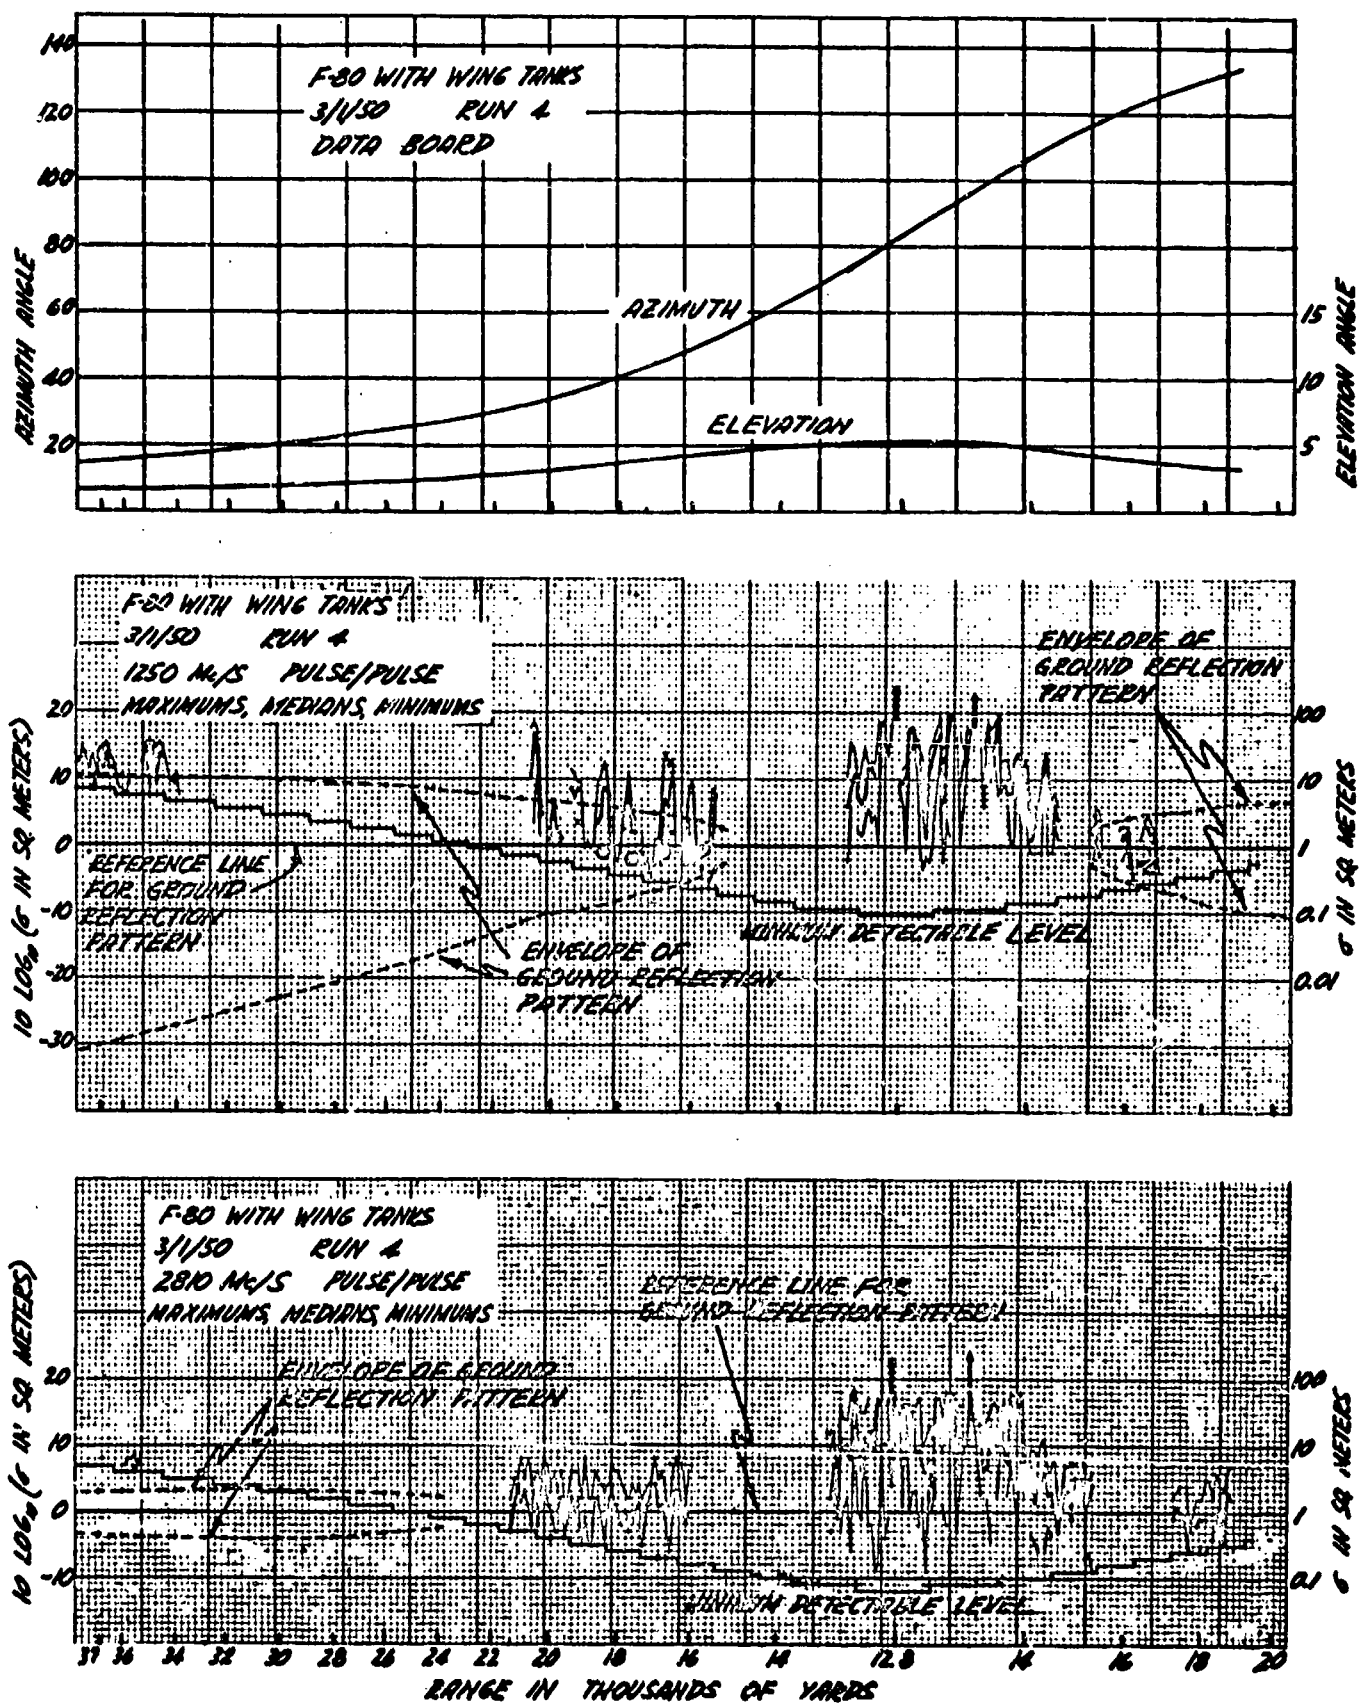 140
120
100
80
60
40
20
AZIMUTH ANGLE
F-80 WITH WING TANKS
3/1/50 RUN 4
DATA BOARD
AZIMUTH
ELEVATION
15
10
5
ELEVATION ANGLE
F-80 WITH WING TANKS
3/1/50 RUN 4
1250 Mc/S PULSE/PULSE
MAXIMUMS, MEDIANS, MINIMUMS
ENVELOPE OF
GROUND REFLECTION
PATTERN
20
10
0
-10
-20
-30
10 LOG10 (σ IN SQ. METERS)
REFERENCE LINE
FOR GROUND
REFLECTION
PATTERN
ENVELOPE OF
GROUND REFLECTION
PATTERN
MINIMUM DETECTABLE LEVEL
100
10
1
0.1
0.01
σ IN SQ METERS
F-80 WITH WING TANKS
3/1/50 RUN 4
2810 Mc/S PULSE/PULSE
MAXIMUMS, MEDIANS, MINIMUMS
REFERENCE LINE FOR
GROUND REFLECTION PATTERN
ENVELOPE OF GROUND
REFLECTION PATTERN
20
10
0
-10
10 LOG10 (σ IN SQ. METERS)
MINIMUM DETECTABLE LEVEL
100
10
1
0.1
σ IN SQ METERS
37 36 34 32 30 28 26 24 22 20 18 16 14 12.8 14 16 18 20
RANGE IN THOUSANDS OF YARDS